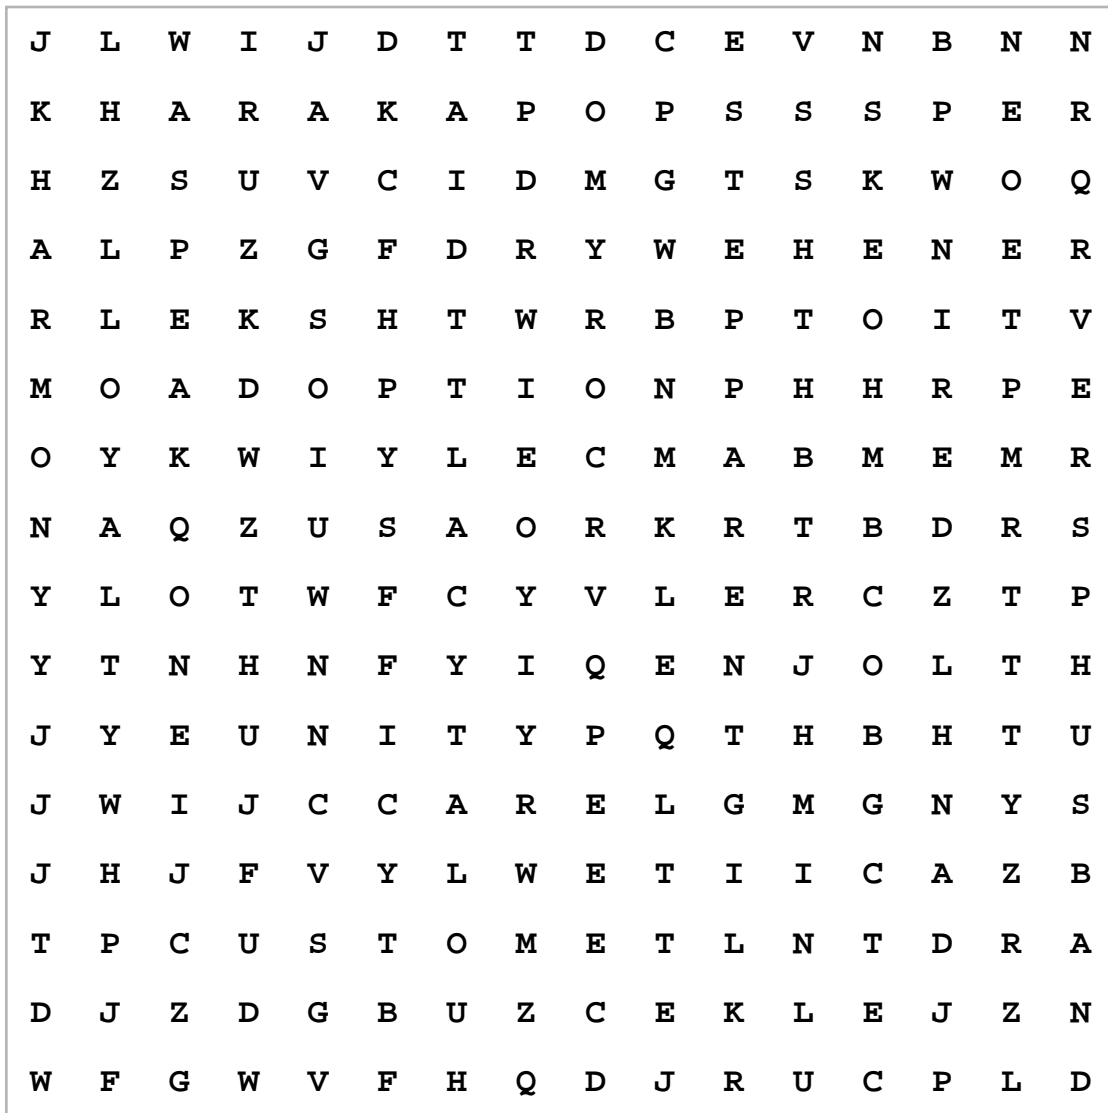 J L W I J D T T D C E V N B N N
K H A R A K A P O P S S S P E R
H Z S U V C I D M G T S K W O Q
A L P Z G F D R Y W E H E N E R
R L E K S H T W R B P T O I T V
M O A D O P T I O N P H H R P E
O Y K W I Y L E C M A B M E M R
N A Q Z U S A O R K R T B D R S
Y L O T W F C Y V L E R C Z T P
Y T N H N F Y I Q E N J O L T H
J Y E U N I T Y P Q T H B H T U
J W I J C C A R E L G M G N Y S
J H J F V Y L W E T I I C A Z B
T P C U S T O M E T L N T D R A
D J Z D G B U Z C E K L E J Z N
W F G W V F H Q D J R U C P L D